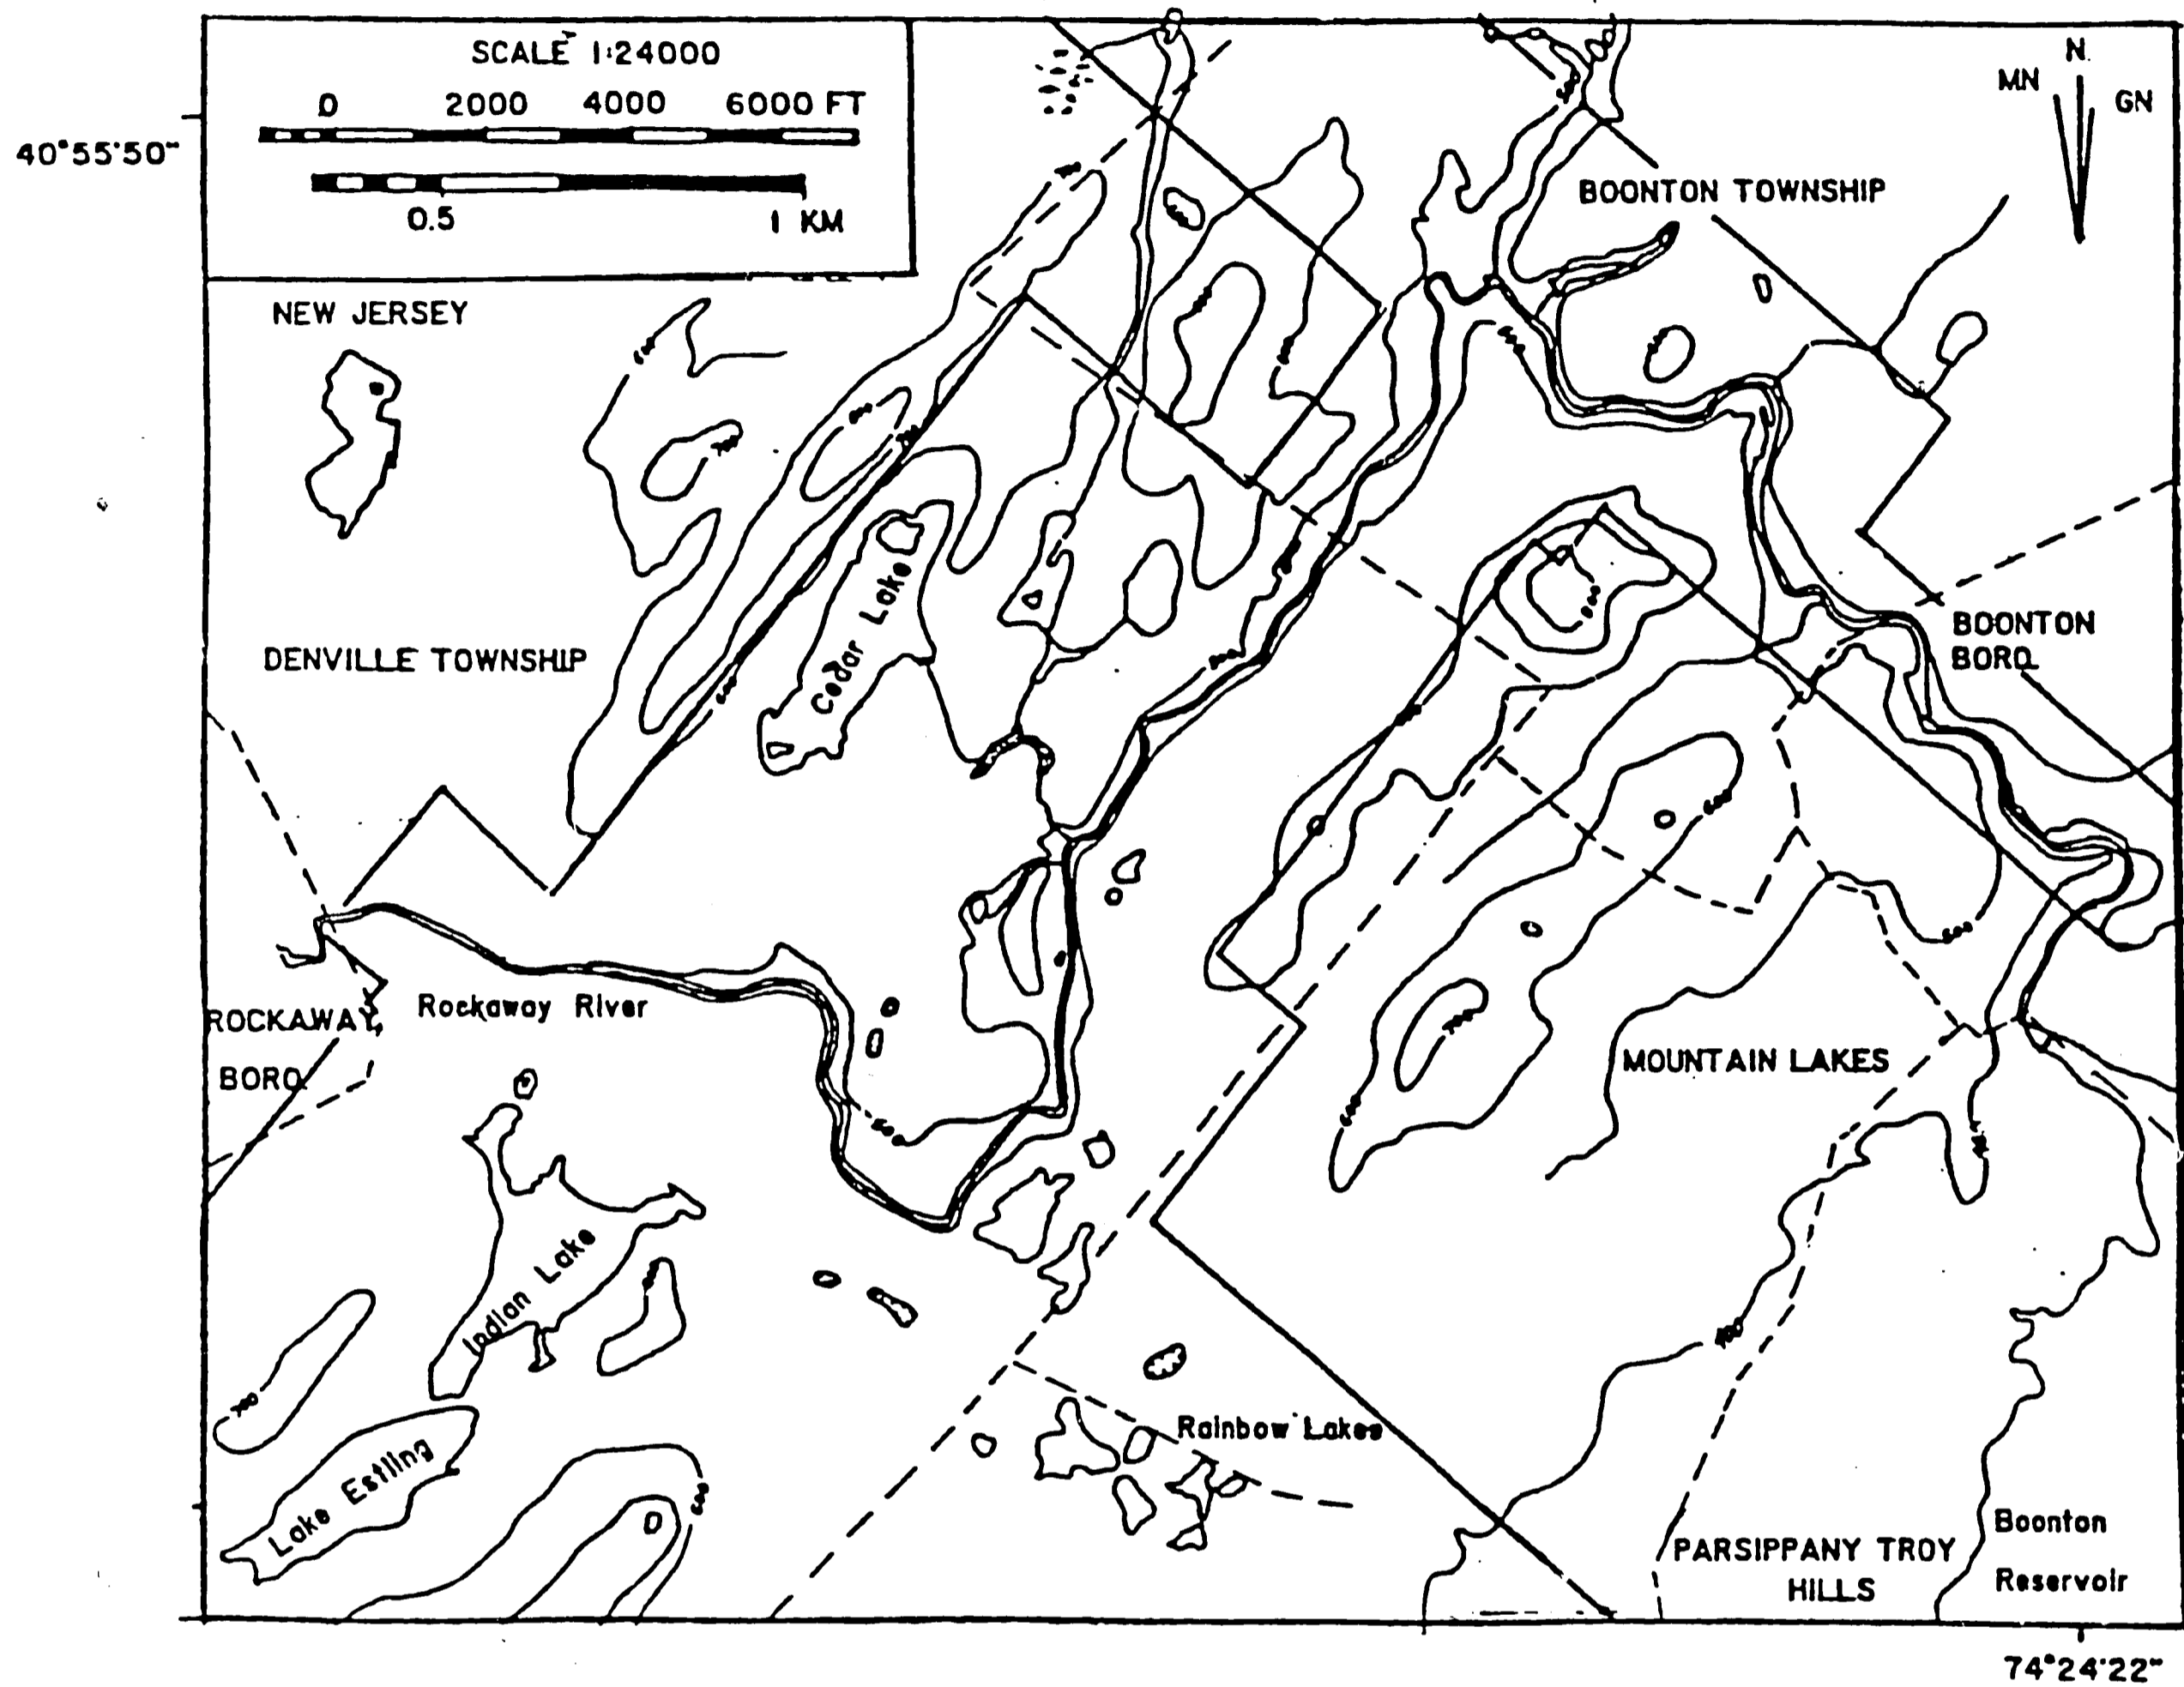 SCALE 1:24000
0 2000 4000 6000 FT
0.5 1 KM
40°55'50"
N.
MN GN
BOONTON TOWNSHIP
NEW JERSEY
DENVILLE TOWNSHIP
Cedar Lake
BOONTON
BORO.
Rockaway River
ROCKAWAY
BORO
MOUNTAIN LAKES
Indian Lake
Lake Estling
Rainbow Lakes
PARSIPPANY TROY
HILLS
Boonton
Reservoir
74°24'22"